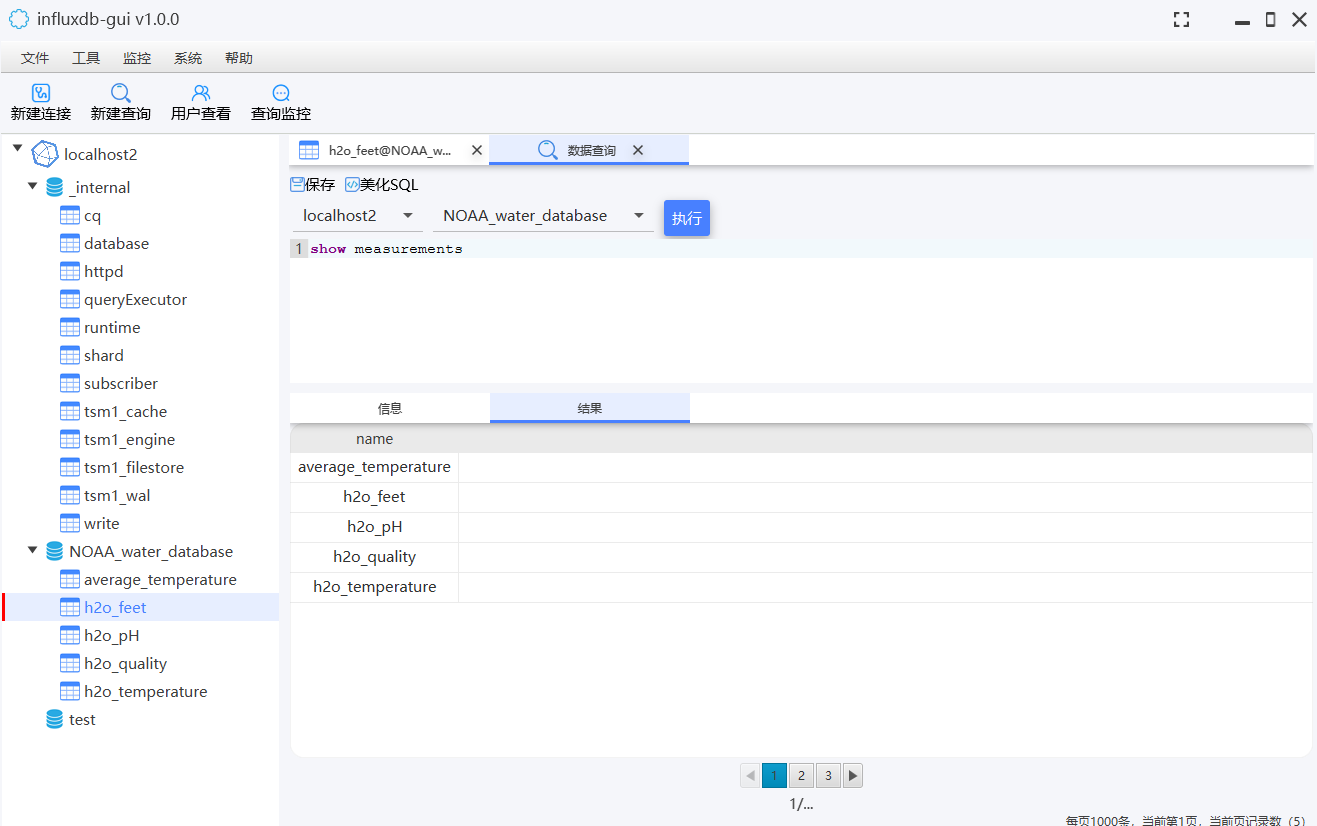 influxdb-gui v1.0.0
文件 工具 监控 系统 帮助
新建连接 新建查询 用户查看 查询监控
localhost2
_internal
cq
database
httpd
queryExecutor
runtime
shard
subscriber
tsm1_cache
tsm1_engine
tsm1_filestore
tsm1_wal
write
NOAA_water_database
average_temperature
h2o_feet
h2o_pH
h2o_quality
h2o_temperature
test
h2o_feet@NOAA_w... 数据查询
保存 美化SQL
localhost2 NOAA_water_database 执行
1 show measurements
信息 结果
name
average_temperature
h2o_feet
h2o_pH
h2o_quality
h2o_temperature
1 2 3
1/...
每页1000条，当前第1页，当前页记录数（5）